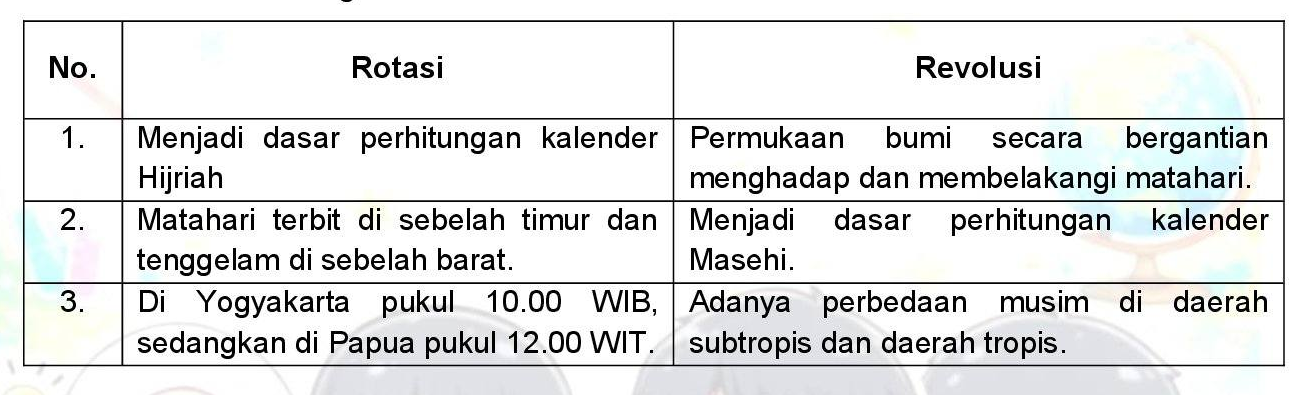 No. Rotasi Revolusi
1. Menjadi dasar perhitungan kalender Hijriah
Permukaan bumi secara bergantian menghadap dan membelakangi matahari.
2. Matahari terbit di sebelah timur dan tenggelam di sebelah barat.
Menjadi dasar perhitungan kalender Masehi.
3. Di Yogyakarta pukul 10.00 WIB, sedangkan di Papua pukul 12.00 WIT.
Adanya perbedaan musim di daerah subtropis dan daerah tropis.